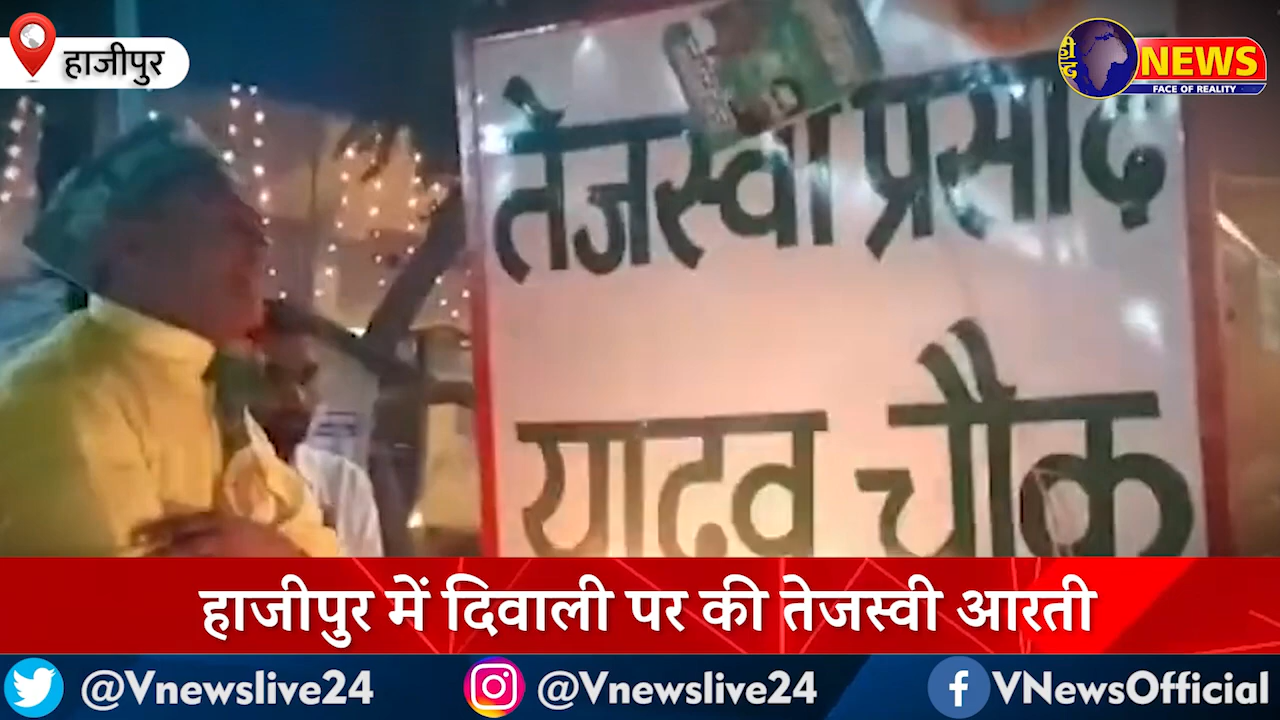 हाजीपुर
NEWS
FACE OF REALITY
तेजस्वी प्रसाद
यादव चौक
हाजीपुर में दिवाली पर की तेजस्वी आरती
@Vnewslive24
@Vnewslive24
VNewsOfficial